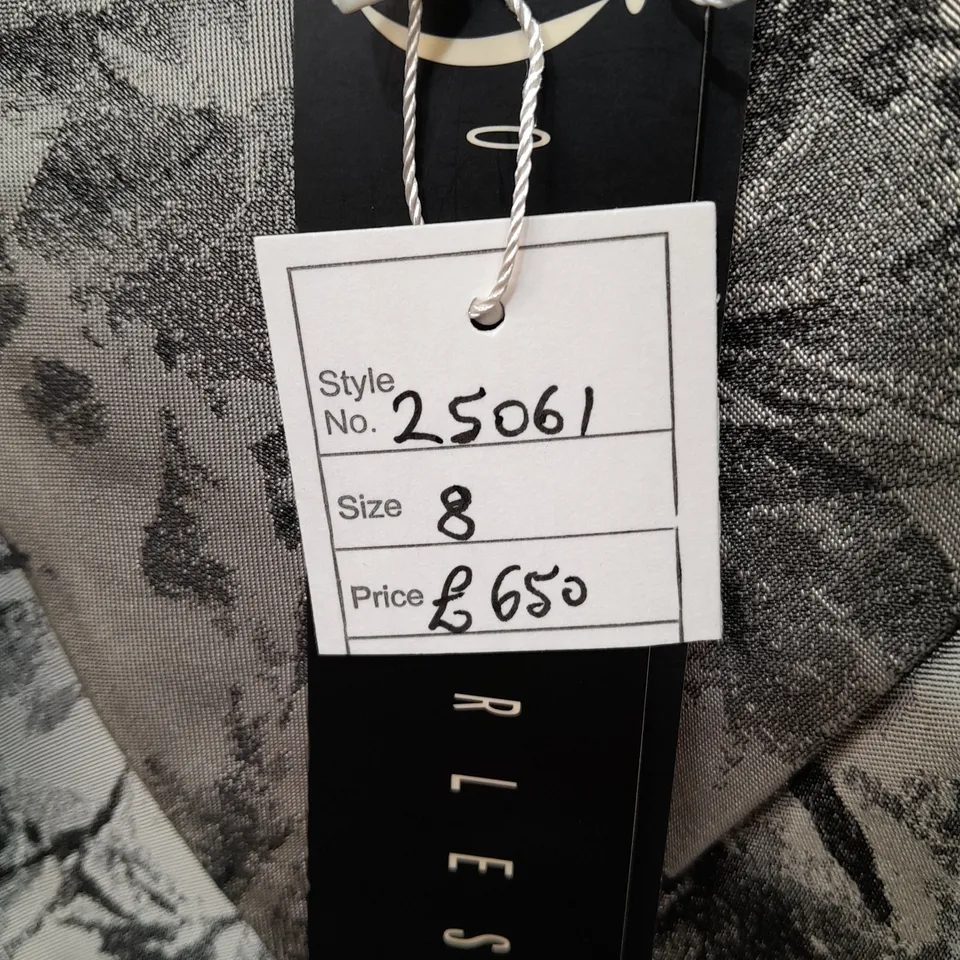 Style
No. 25061
Size 8
Price £650
RLES